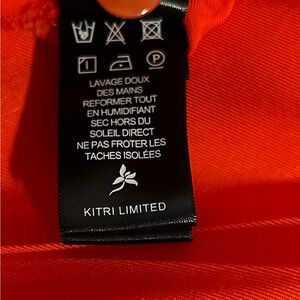 LAVAGE DOUX
DES MAINS
REFORMER TOUT
EN HUMIDIFIANT
SEC HORS DU
SOLEIL DIRECT
NE PAS FROTER LES
TACHES ISOLÉES
KITRI LIMITED